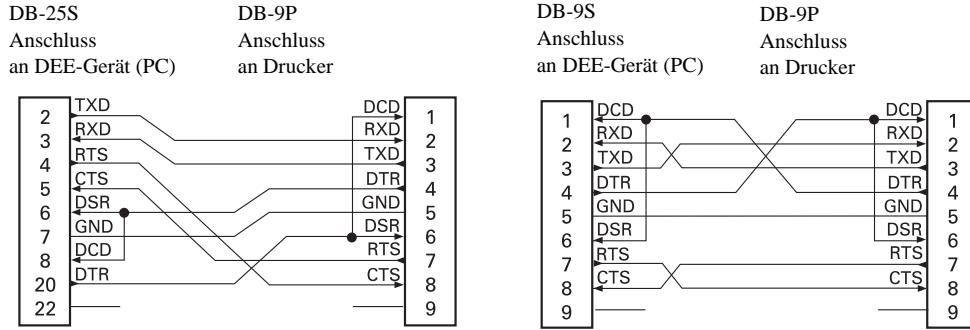 DB-25S
Anschluss
an DEE-Gerät (PC)
DB-9P
Anschluss
an Drucker
2 TXD DCD 1
3 RXD RXD 2
4 RTS TXD 3
5 CTS DTR 4
6 DSR GND 5
7 GND DSR 6
8 DCD RTS 7
20 DTR CTS 8
22 9
DB-9S
Anschluss
an DEE-Gerät (PC)
DB-9P
Anschluss
an Drucker
1 DCD DCD 1
2 RXD RXD 2
3 TXD TXD 3
4 DTR DTR 4
5 GND GND 5
6 DSR DSR 6
7 RTS RTS 7
8 CTS CTS 8
9 9